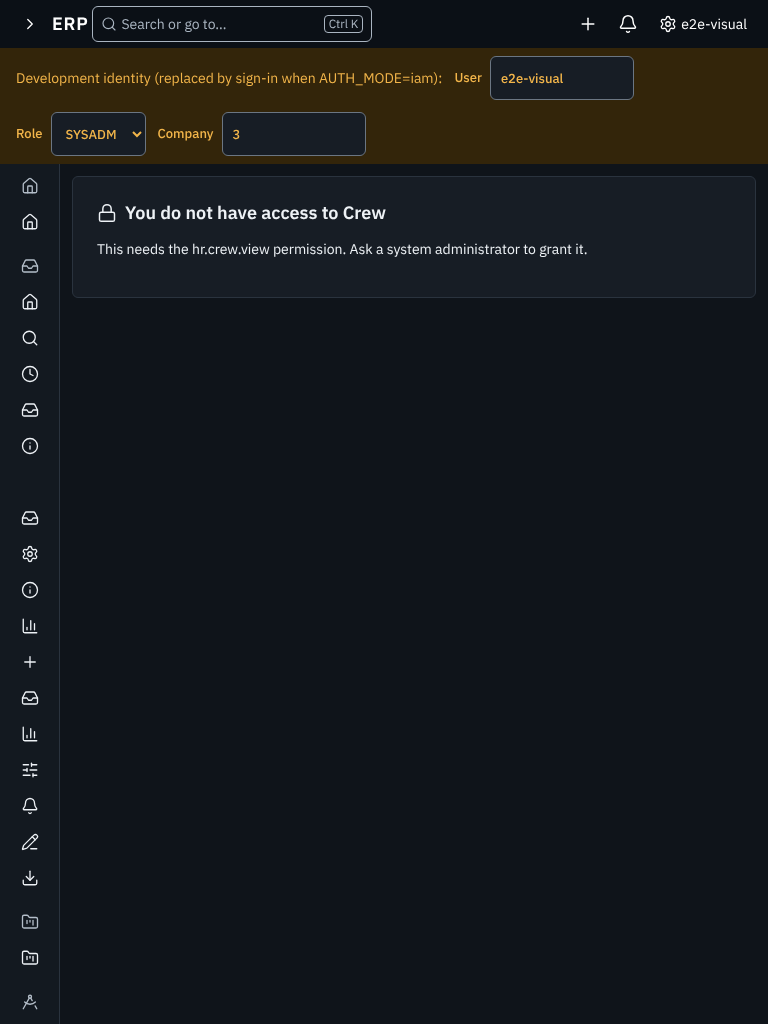 ERP Search or go to... Ctrl K e2e-visual
Development identity (replaced by sign-in when AUTH_MODE=iam): User e2e-visual
Role SYSADM Company 3
You do not have access to Crew
This needs the hr.crew.view permission. Ask a system administrator to grant it.